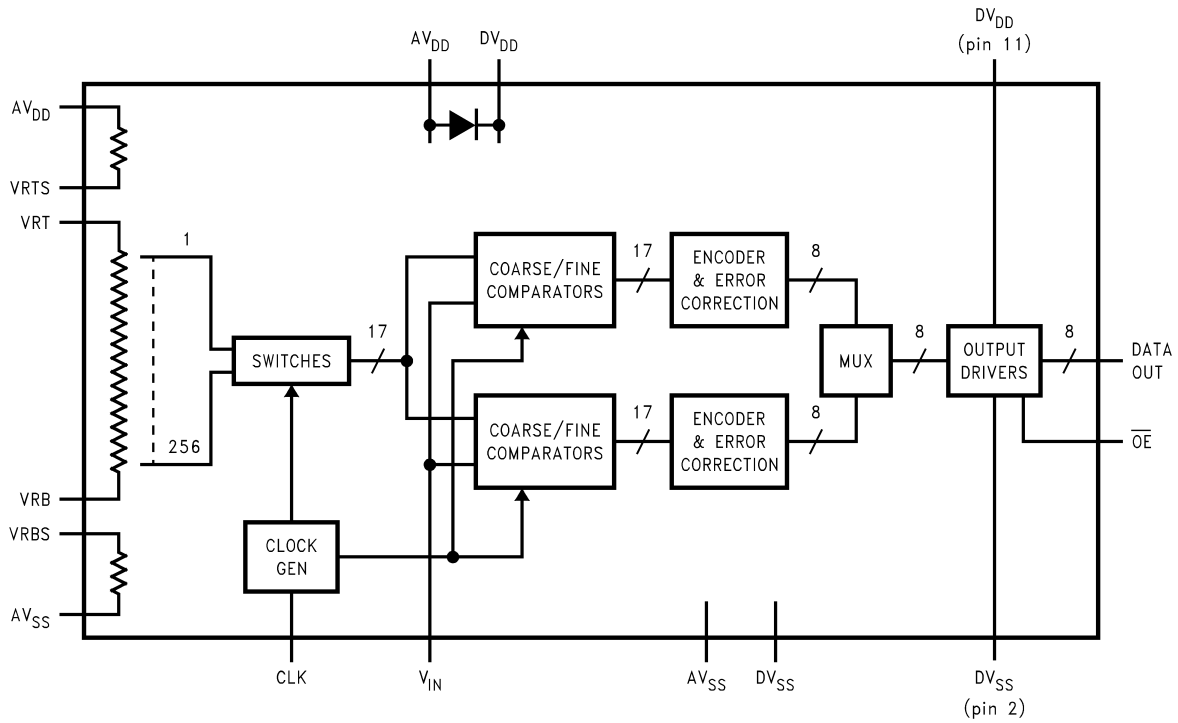 DVDD
(pin 11)
AVDD
DVDD
AVDD
VRTS
VRT
1
17
COARSE/FINE
COMPARATORS
17
ENCODER
& ERROR
CORRECTION
8
SWITCHES
MUX
8
OUTPUT
DRIVERS
8
DATA
OUT
256
COARSE/FINE
COMPARATORS
17
ENCODER
& ERROR
CORRECTION
8
OE
VRB
VRBS
CLOCK
GEN
AVSS
CLK
VIN
AVSS
DVSS
DVSS
(pin 2)